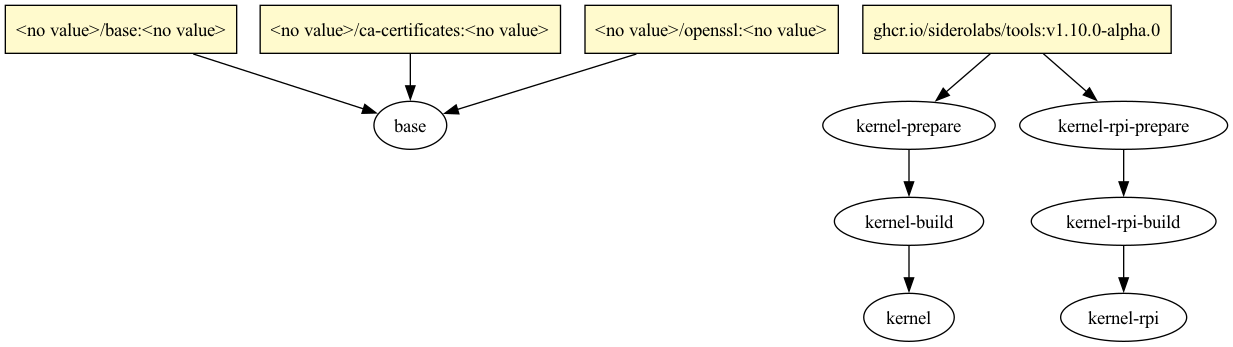 <no value>/base:<no value>
<no value>/ca-certificates:<no value>
<no value>/openssl:<no value>
ghcr.io/siderolabs/tools:v1.10.0-alpha.0
base
kernel-prepare
kernel-rpi-prepare
kernel-build
kernel-rpi-build
kernel
kernel-rpi